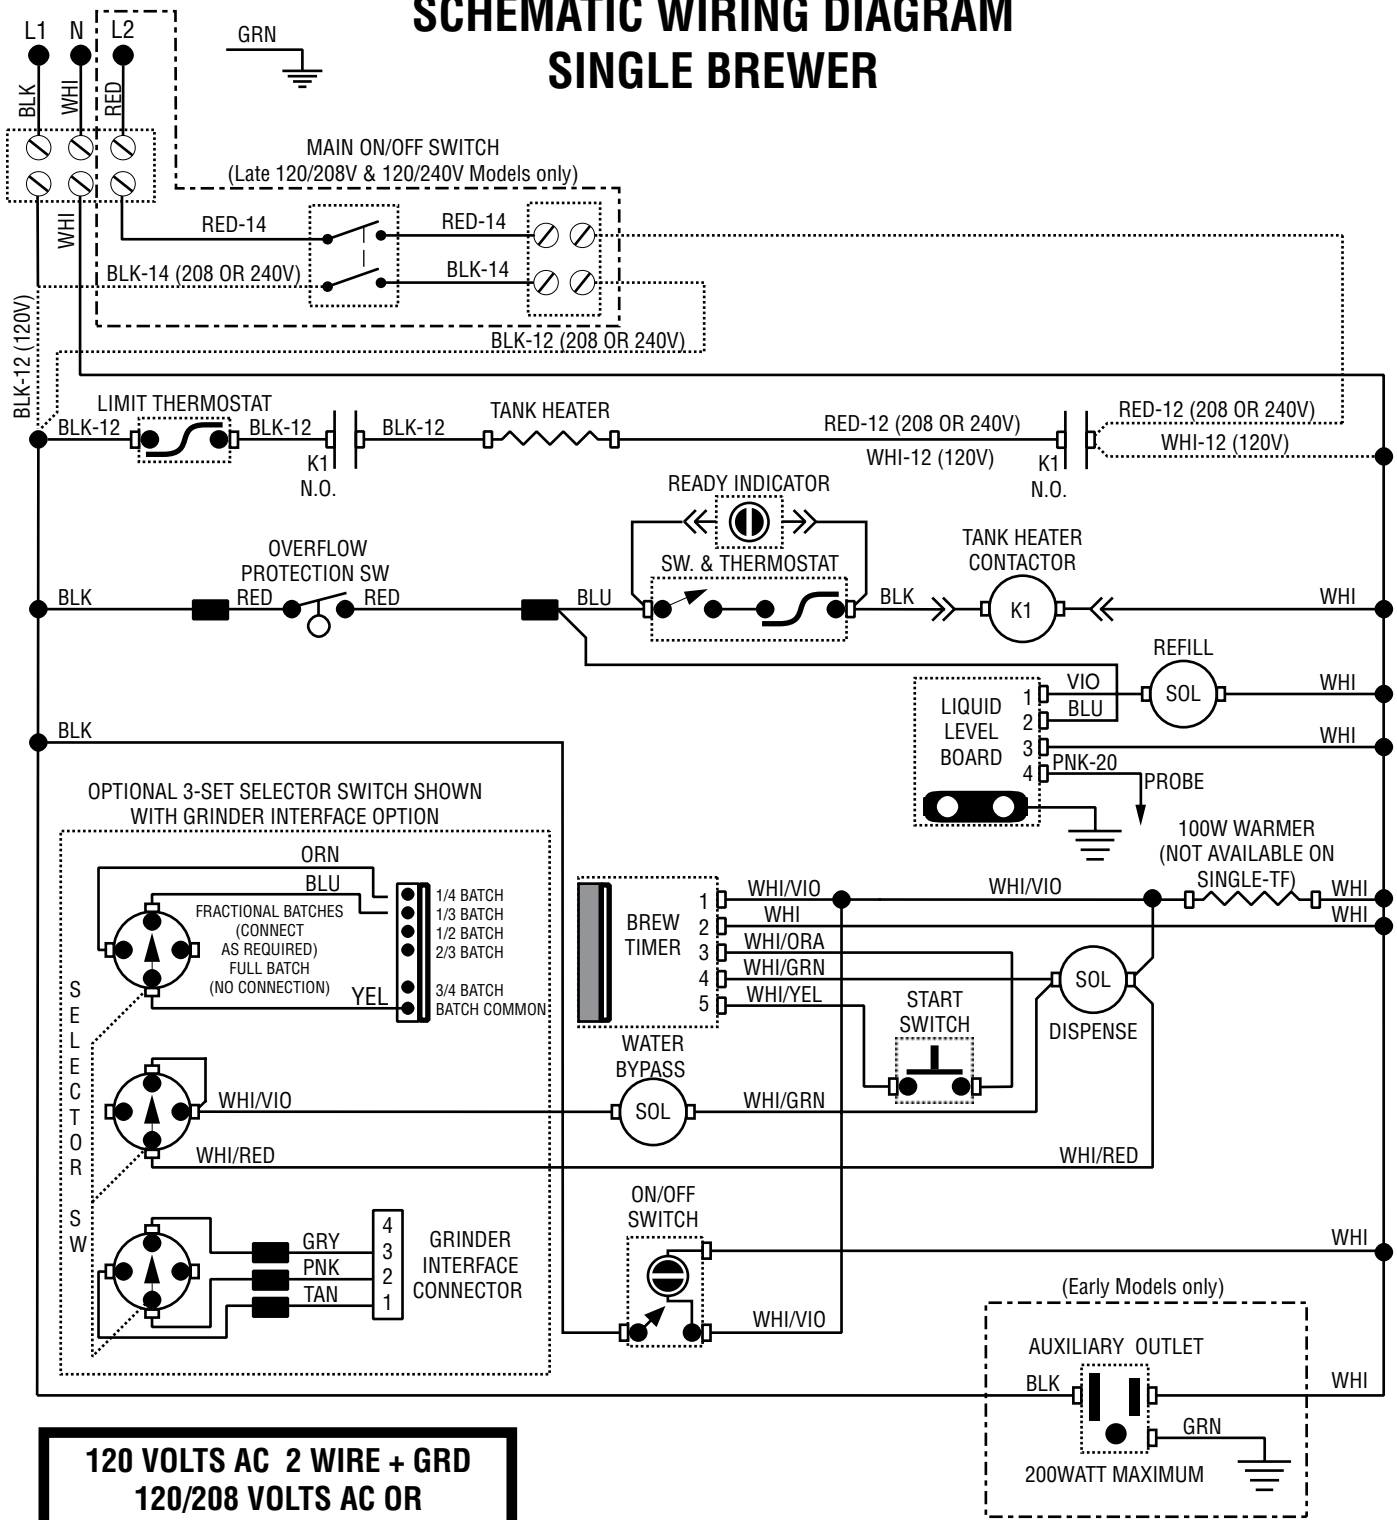 SCHEMATIC WIRING DIAGRAM
SINGLE BREWER
L1 N L2
GRN
BLK
WHI
RED
MAIN ON/OFF SWITCH
(Late 120/208V & 120/240V Models only)
WHI
RED-14
RED-14
BLK-14 (208 OR 240V)
BLK-14
BLK-12 (120V)
BLK-12 (208 OR 240V)
LIMIT THERMOSTAT
BLK-12
BLK-12
K1
N.O.
BLK-12
TANK HEATER
RED-12 (208 OR 240V)
WHI-12 (120V)
K1
N.O.
RED-12 (208 OR 240V)
WHI-12 (120V)
READY INDICATOR
OVERFLOW
PROTECTION SW
SW. & THERMOSTAT
TANK HEATER
CONTACTOR
BLK
RED
RED
BLU
BLK
K1
WHI
REFILL
LIQUID
LEVEL
BOARD
1
2
3
4
VIO
BLU
SOL
WHI
WHI
PNK-20
PROBE
BLK
OPTIONAL 3-SET SELECTOR SWITCH SHOWN
WITH GRINDER INTERFACE OPTION
ORN
BLU
FRACTIONAL BATCHES
(CONNECT
AS REQUIRED)
FULL BATCH
(NO CONNECTION)
YEL
1/4 BATCH
1/3 BATCH
1/2 BATCH
2/3 BATCH
3/4 BATCH
BATCH COMMON
SELECTOR SW
100W WARMER
(NOT AVAILABLE ON
SINGLE-TF)
BREW
TIMER
1
2
3
4
5
WHI/VIO
WHI
WHI/ORA
WHI/GRN
WHI/YEL
WHI/VIO
WHI
WHI
START
SWITCH
SOL
DISPENSE
WATER
BYPASS
SOL
WHI/VIO
WHI/GRN
WHI/RED
WHI/RED
ON/OFF
SWITCH
WHI
WHI/VIO
GRY
PNK
TAN
4
3
2
1
GRINDER
INTERFACE
CONNECTOR
(Early Models only)
AUXILIARY OUTLET
BLK
WHI
GRN
200WATT MAXIMUM
120 VOLTS AC 2 WIRE + GRD
120/208 VOLTS AC OR